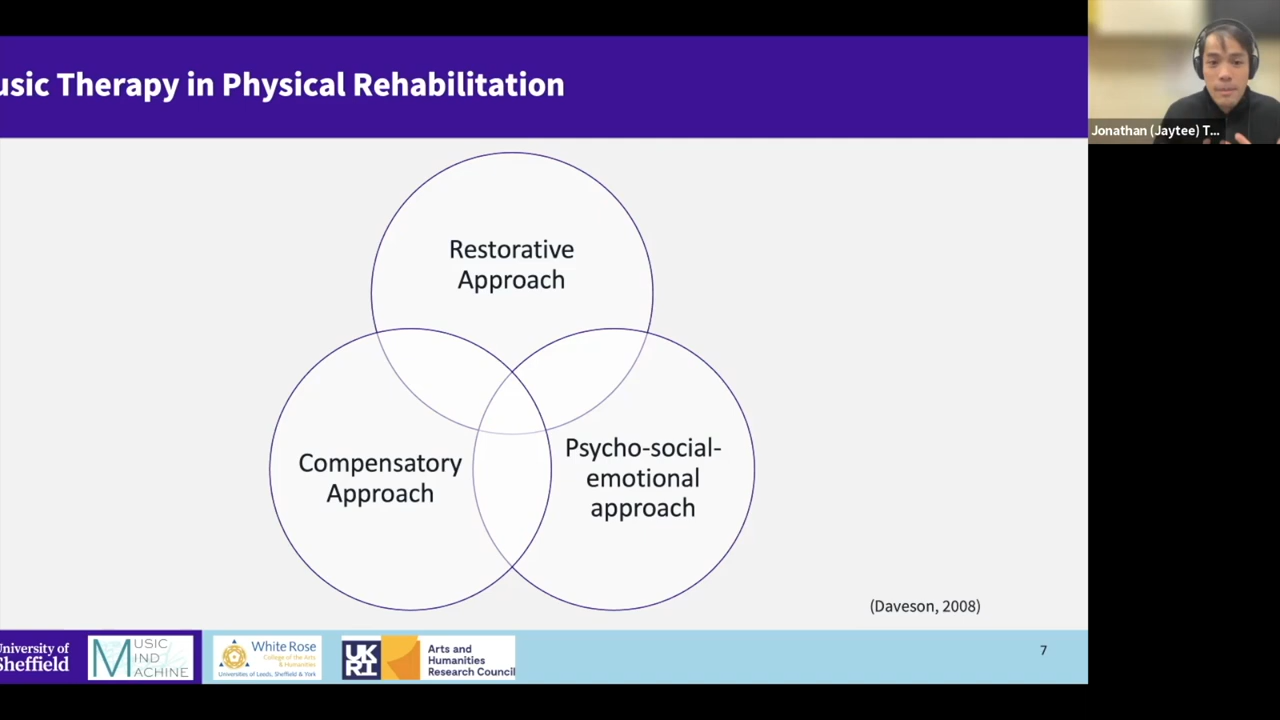 usic Therapy in Physical Rehabilitation
Jonathan (Jaytee) T...
Restorative
Approach
Compensatory
Approach
Psycho-social-
emotional
approach
(Daveson, 2008)
University of
Sheffield
MUSIC
MIND
MACHINE
White Rose
College of the Arts
& Humanities
Universities of Leeds, Sheffield & York
UK
RI
Arts and
Humanities
Research Council
7